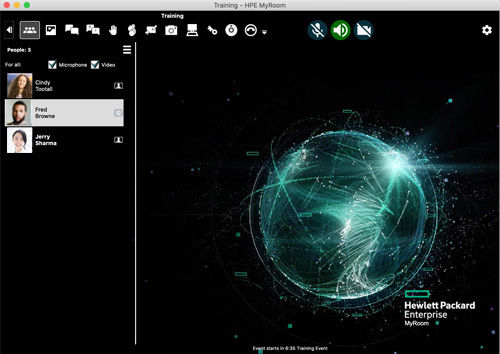 Training - HPE MyRoom
Training
People: 3
For all:
Microphone
Video
Cindy
Tootall
Fred
Browne
Jerry
Sharma
Hewlett Packard
Enterprise
MyRoom
Event starts in 6:35 Training Event